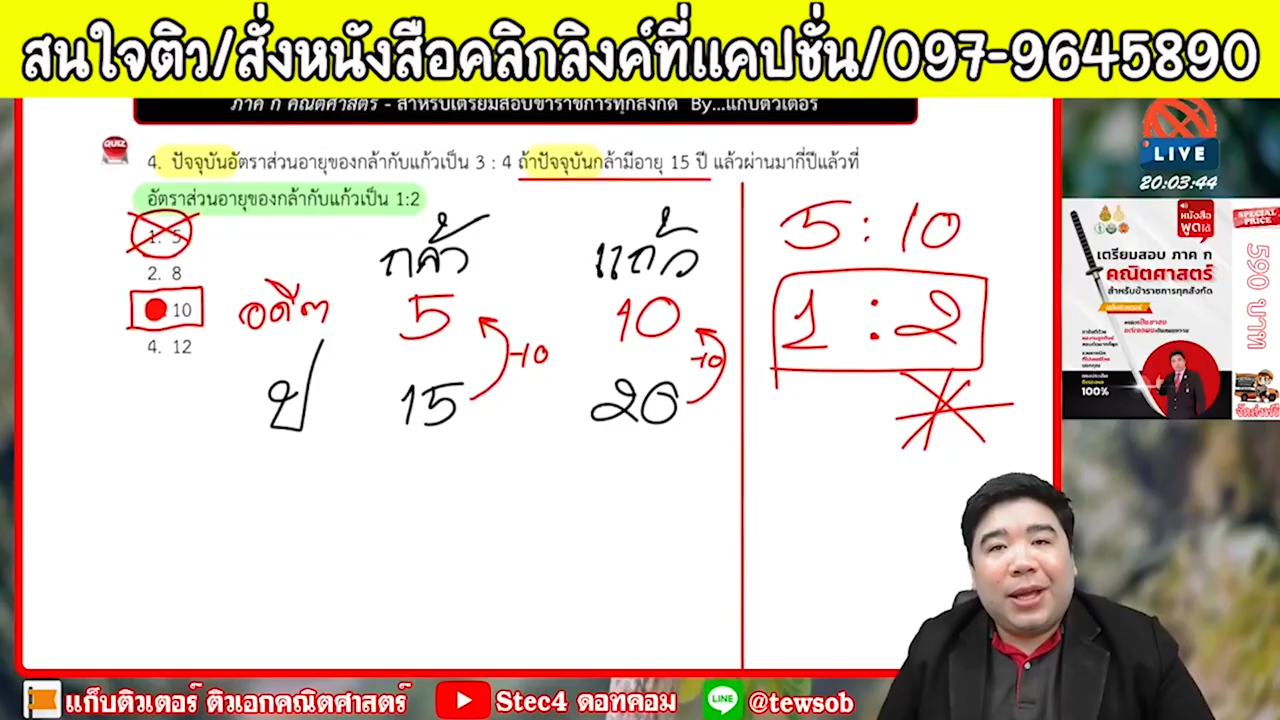 สนใจติว/สั่งหนังสือคลิกลิงค์ที่แคปชั่น/097-9645890
ภาค ก คณิตศาสตร์ - สำหรับเตรียมสอบข้าราชการทุกสังกัด By...แก๊บติวเตอร์
QUIZ
4. ปัจจุบันอัตราส่วนอายุของกล้ากับแก้วเป็น 3 : 4 ถ้าปัจจุบันกล้ามีอายุ 15 ปี แล้วผ่านมากี่ปีแล้วที่
อัตราส่วนอายุของกล้ากับแก้วเป็น 1:2
1. 5
2. 8
10
4. 12
กล้า แก้ว
อดีต 5 10
-10 -10
ป 15 20
5 : 10
1 : 2
LIVE
20:03:44
หนังสือ
พูดได้
เตรียมสอบ ภาค ก
คณิตศาสตร์
สำหรับข้าราชการทุกสังกัด
100%
SPECIAL PRICE
590 บาท
จัดส่งฟรี
แก๊บติวเตอร์ ติวเอกคณิตศาสตร์
Stec4 ดอทคอม
LINE
@tewsob